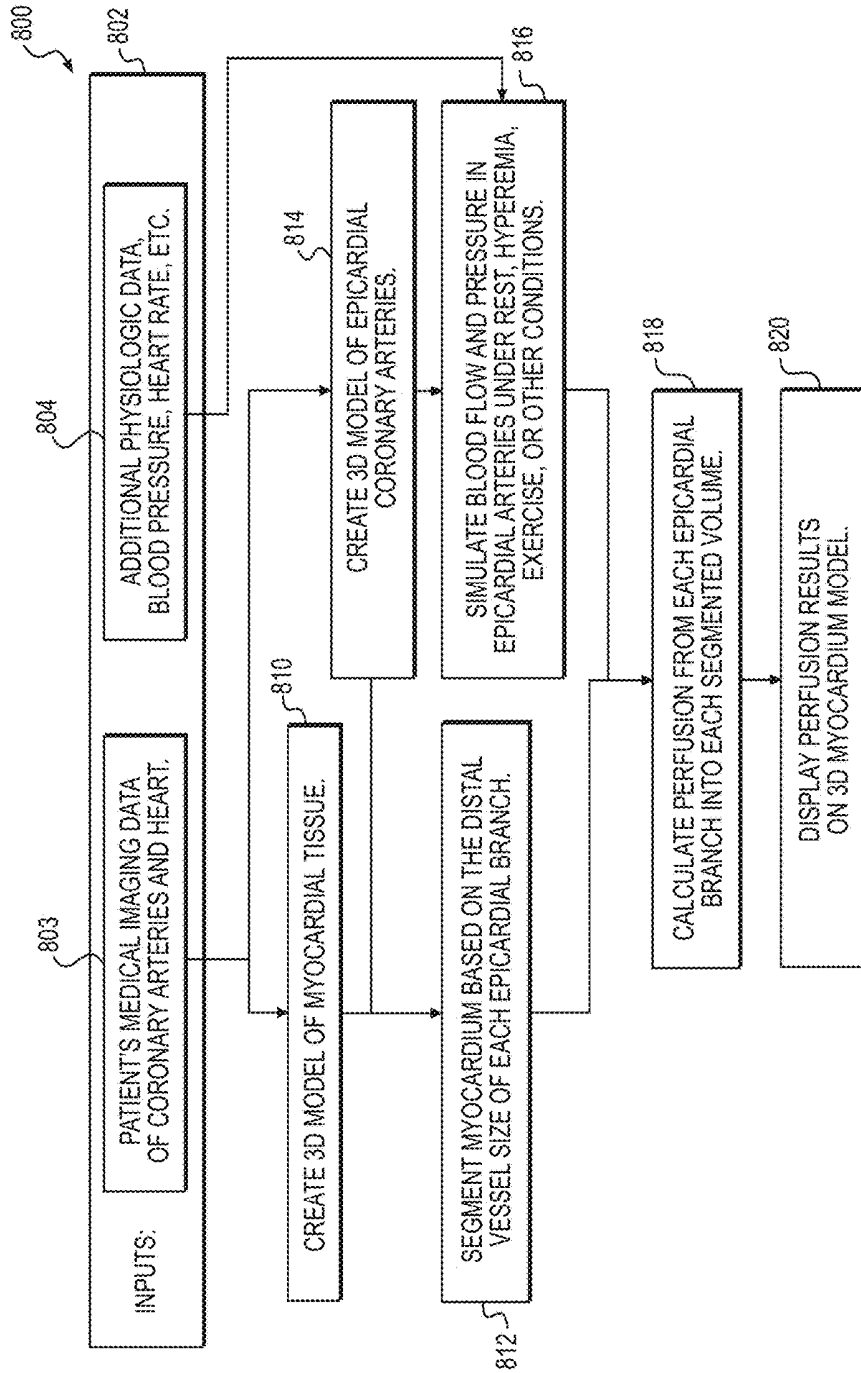 800
802
INPUTS:
803
PATIENT'S MEDICAL IMAGING DATA
OF CORONARY ARTERIES AND HEART.
804
ADDITIONAL PHYSIOLOGIC DATA,
BLOOD PRESSURE, HEART RATE, ETC.
810
CREATE 3D MODEL OF MYOCARDIAL TISSUE.
814
CREATE 3D MODEL OF EPICARDIAL
CORONARY ARTERIES.
812
SEGMENT MYOCARDIUM BASED ON THE DISTAL
VESSEL SIZE OF EACH EPICARDIAL BRANCH.
816
SIMULATE BLOOD FLOW AND PRESSURE IN
EPICARDIAL ARTERIES UNDER REST, HYPEREMIA,
EXERCISE, OR OTHER CONDITIONS.
818
CALCULATE PERFUSION FROM EACH EPICARDIAL
BRANCH INTO EACH SEGMENTED VOLUME.
820
DISPLAY PERFUSION RESULTS
ON 3D MYOCARDIUM MODEL.